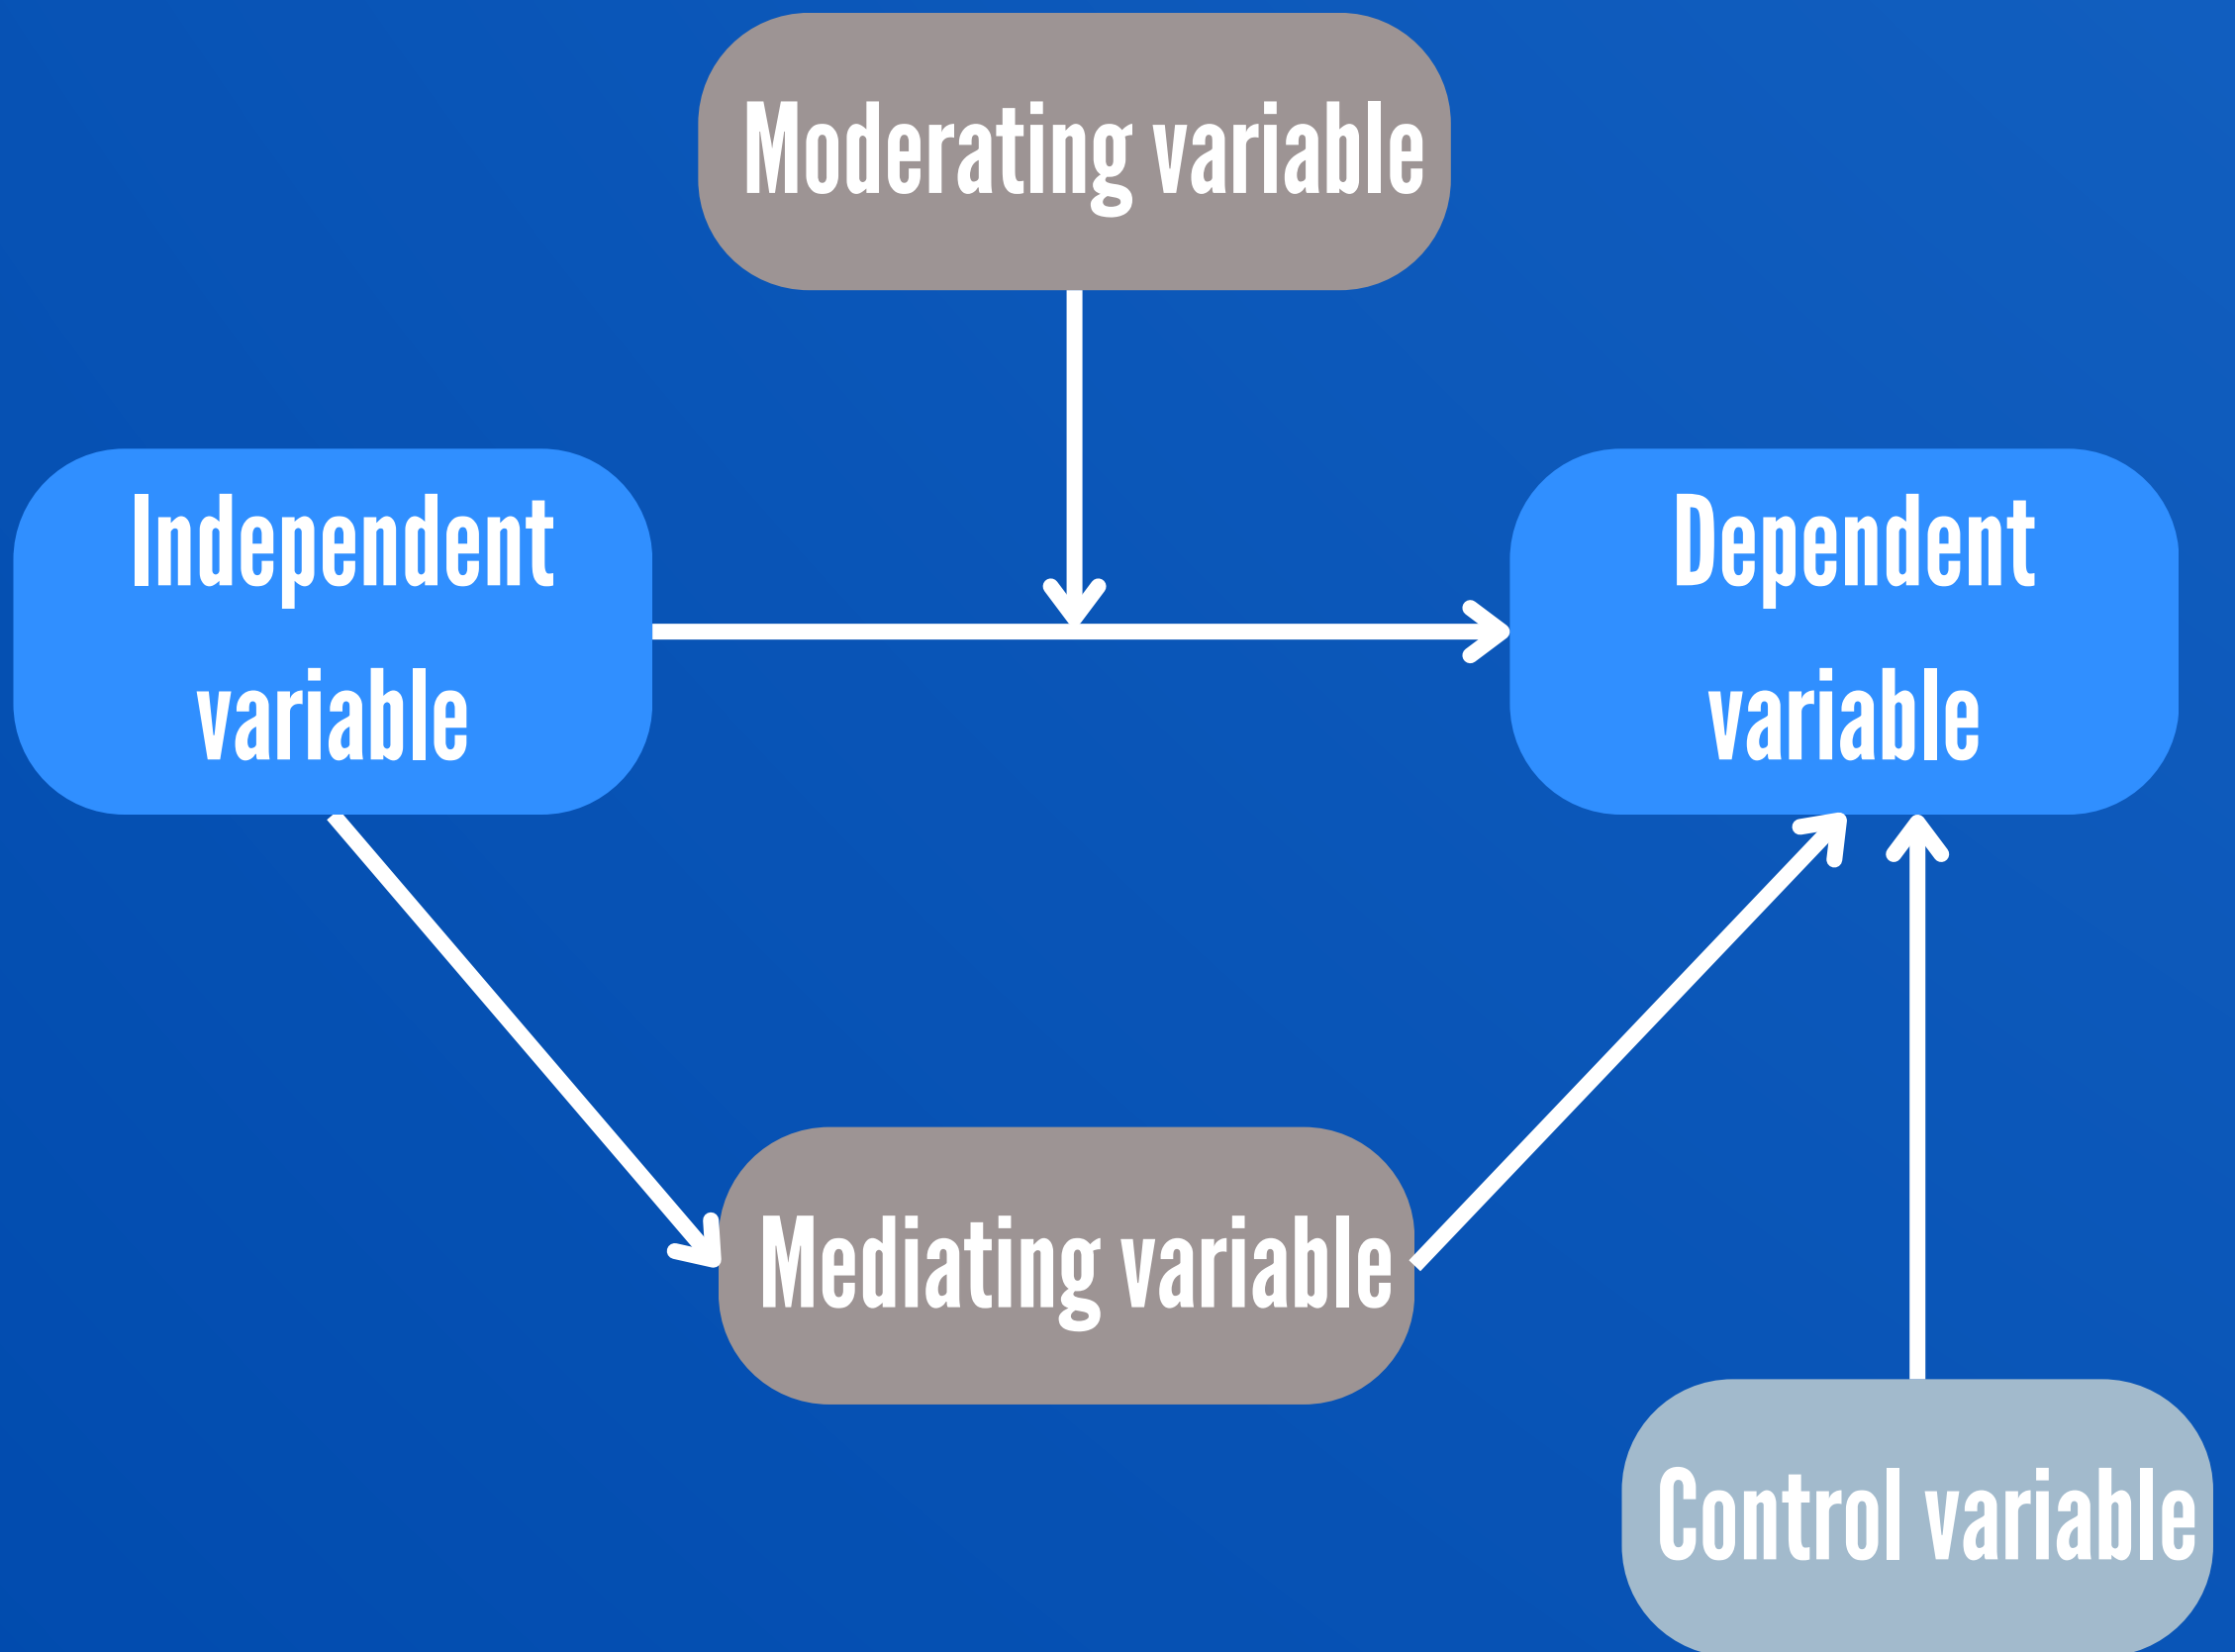 Moderating variable
Independent
variable
Dependent
variable
Mediating variable
Control variable